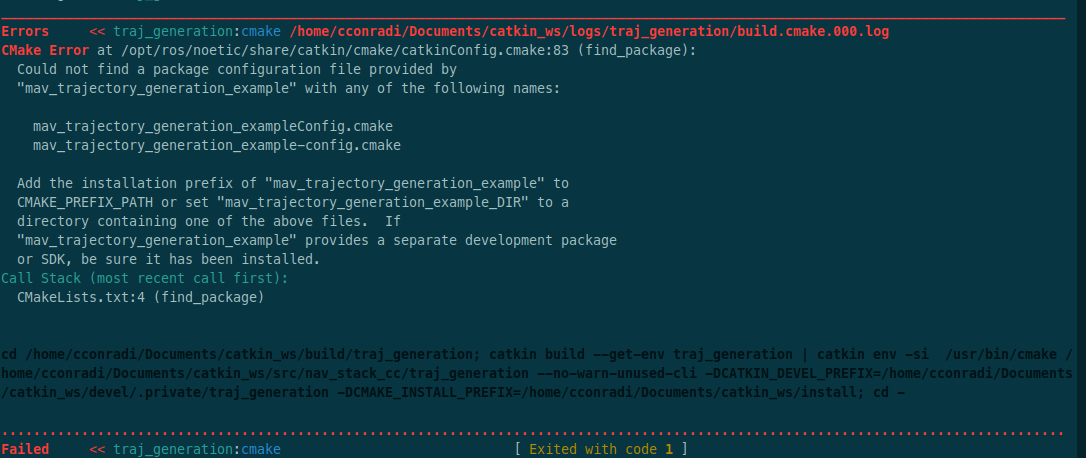 Errors << traj_generation:cmake /home/cconradi/Documents/catkin_ws/logs/traj_generation/build.cmake.000.log
CMake Error at /opt/ros/noetic/share/catkin/cmake/catkinConfig.cmake:83 (find_package):
Could not find a package configuration file provided by
"mav_trajectory_generation_example" with any of the following names:
mav_trajectory_generation_exampleConfig.cmake
mav_trajectory_generation_example-config.cmake
Add the installation prefix of "mav_trajectory_generation_example" to
CMAKE_PREFIX_PATH or set "mav_trajectory_generation_example_DIR" to a
directory containing one of the above files.  If
"mav_trajectory_generation_example" provides a separate development package
or SDK, be sure it has been installed.
Call Stack (most recent call first):
CMakeLists.txt:4 (find_package)
cd /home/cconradi/Documents/catkin_ws/build/traj_generation; catkin build --get-env traj_generation | catkin env -si  /usr/bin/cmake /
home/cconradi/Documents/catkin_ws/src/nav_stack_cc/traj_generation --no-warn-unused-cli -DCATKIN_DEVEL_PREFIX=/home/cconradi/Documents
/catkin_ws/devel/.private/traj_generation -DCMAKE_INSTALL_PREFIX=/home/cconradi/Documents/catkin_ws/install; cd -
Failed << traj_generation:cmake [ Exited with code 1 ]